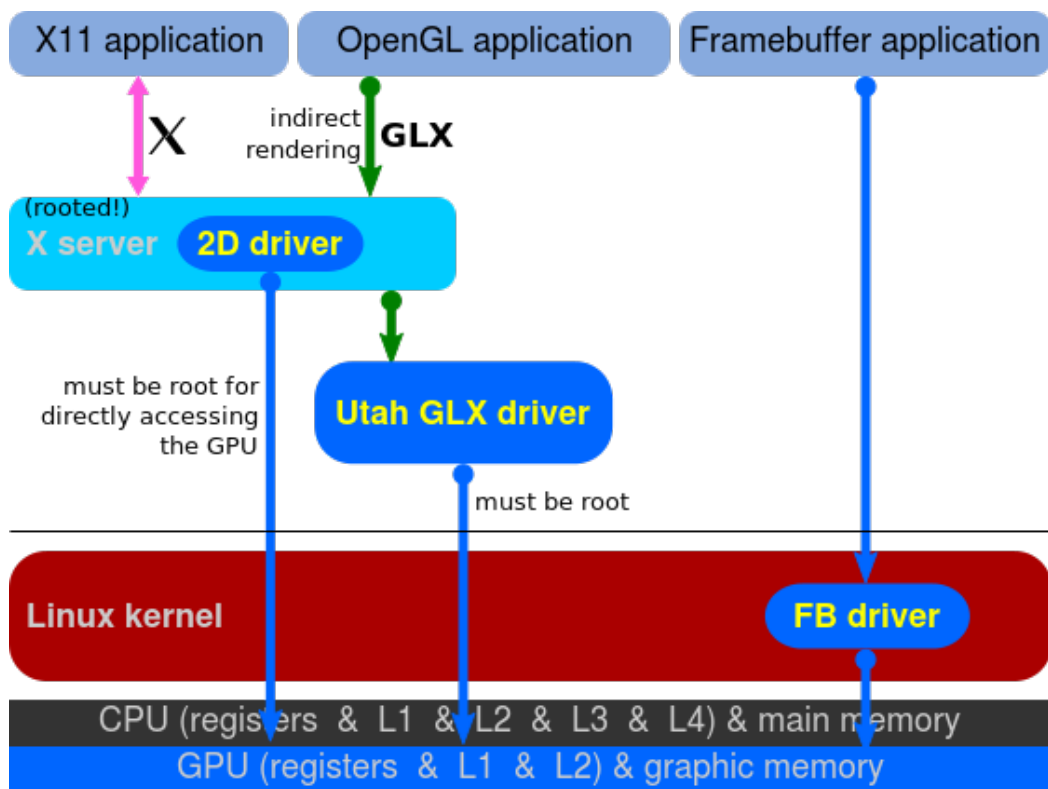 X11 application
OpenGL application
Framebuffer application
X
indirect
rendering
GLX
(rooted!)
X server
2D driver
must be root for
directly accessing
the GPU
Utah GLX driver
must be root
Linux kernel
FB driver
CPU (registers & L1 & L2 & L3 & L4) & main memory
GPU (registers & L1 & L2) & graphic memory